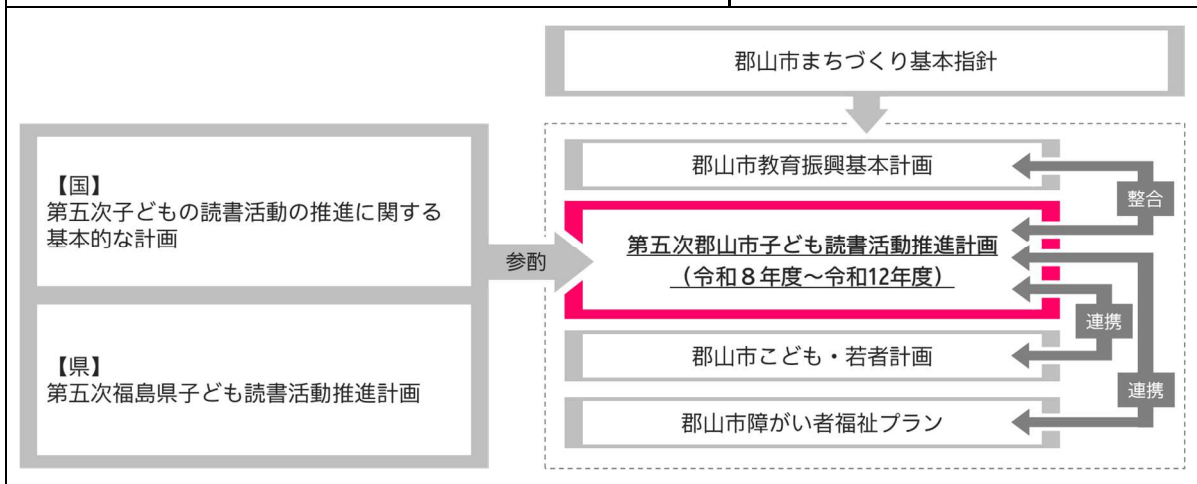 郡山市まちづくり基本指針
【国】
第五次子どもの読書活動の推進に関する
基本的な計画
【県】
第五次福島県子ども読書活動推進計画
参酌
郡山市教育振興基本計画
整合
第五次郡山市子ども読書活動推進計画
（令和８年度～令和12年度）
連携
郡山市こども・若者計画
連携
郡山市障がい者福祉プラン